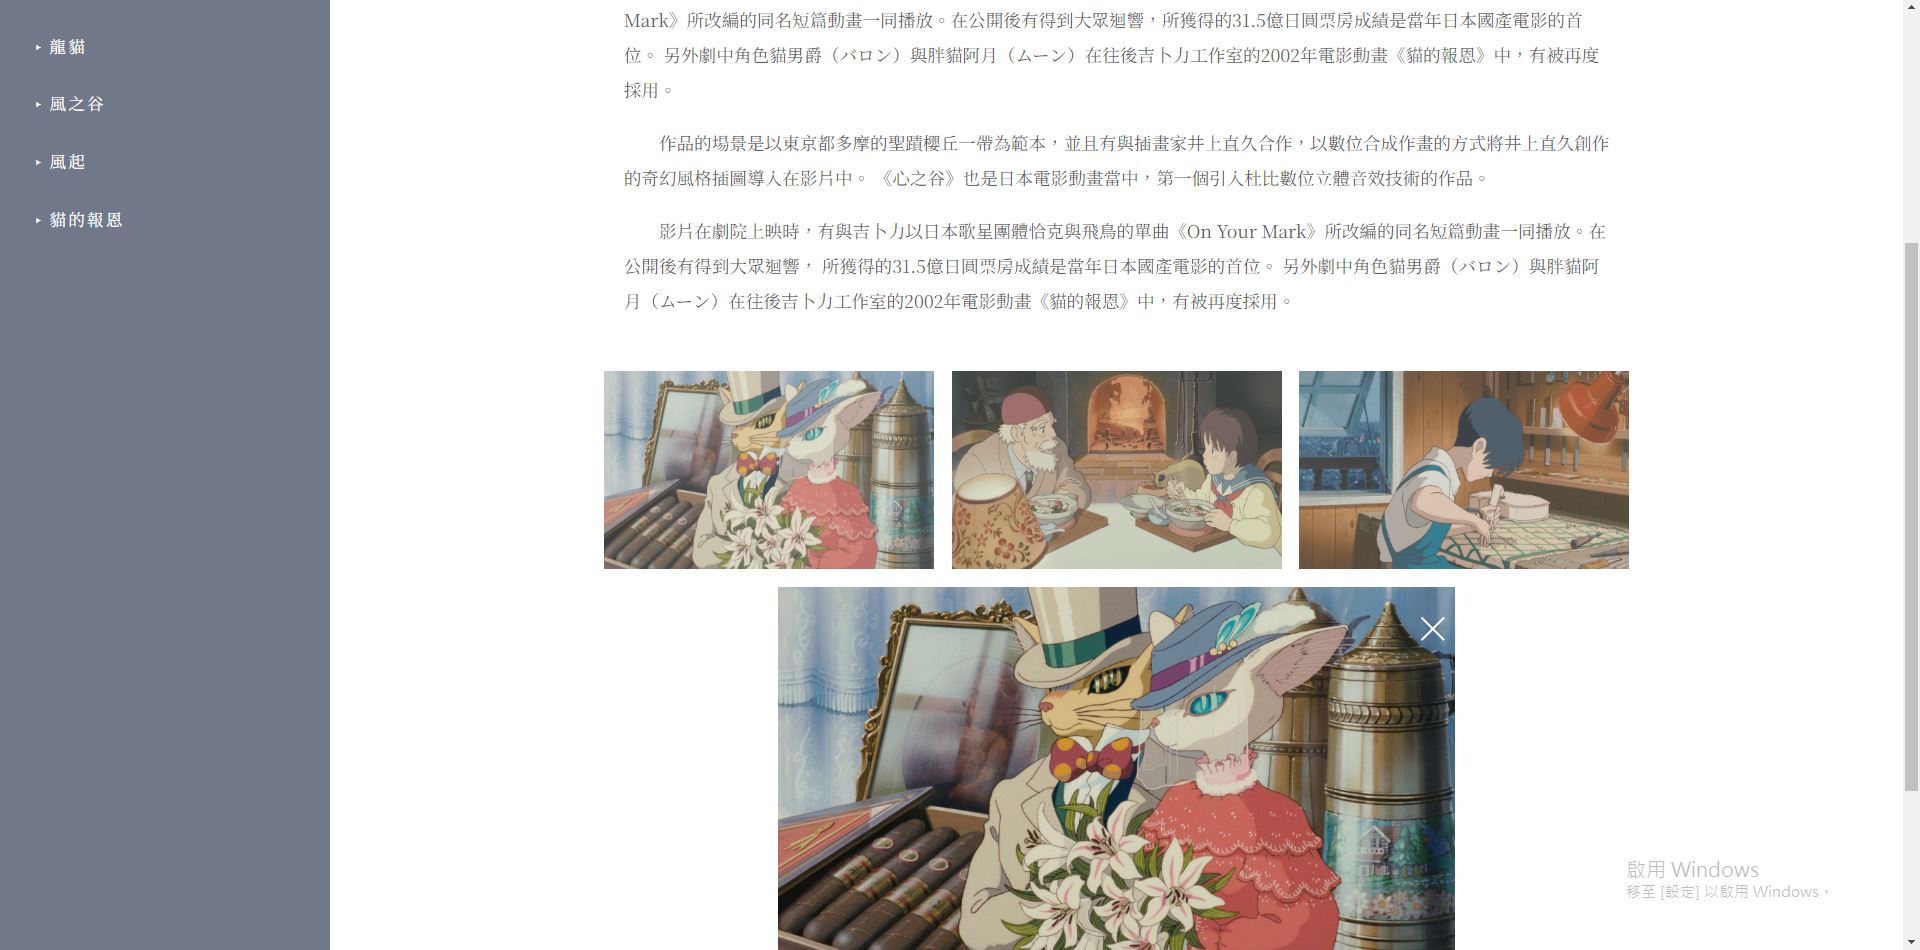 龍貓
風之谷
風起
貓的報恩
Mark》所改編的同名短篇動畫一同播放。在公開後有得到大眾迴響，所獲得的31.5億日圓票房成績是當年日本國產電影的首
位。 另外劇中角色貓男爵（バロン）與胖貓阿月（ムーン）在往後吉卜力工作室的2002年電影動畫《貓的報恩》中，有被再度
採用。
作品的場景是以東京都多摩的聖蹟櫻丘一帶為範本，並且有與插畫家井上直久合作，以數位合成作畫的方式將井上直久創作
的奇幻風格插圖導入在影片中。 《心之谷》也是日本電影動畫當中，第一個引入杜比數位立體音效技術的作品。
影片在劇院上映時，有與吉卜力以日本歌星團體恰克與飛鳥的單曲《On Your Mark》所改編的同名短篇動畫一同播放。在
公開後有得到大眾迴響， 所獲得的31.5億日圓票房成績是當年日本國產電影的首位。 另外劇中角色貓男爵（バロン）與胖貓阿
月（ムーン）在往後吉卜力工作室的2002年電影動畫《貓的報恩》中，有被再度採用。
啟用 Windows
移至 [設定] 以啟用 Windows。